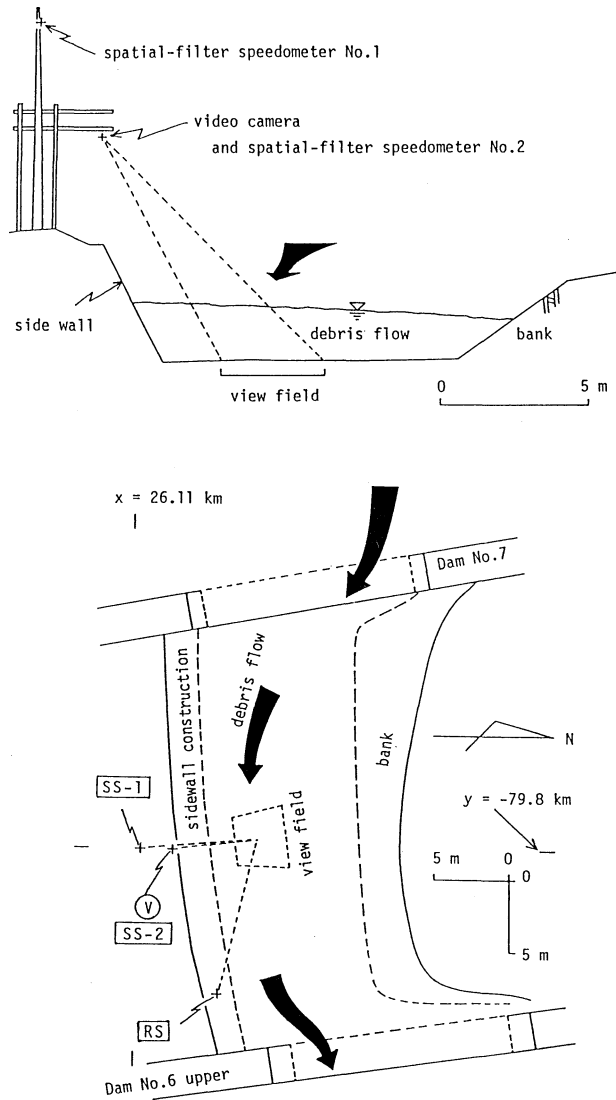 spatial-filter speedometer No.1
video camera
and spatial-filter speedometer No.2
side wall
debris flow
bank
view field
0
5 m
x = 26.11 km
Dam No.7
debris flow
sidewall construction
bank
N
SS-1
y = -79.8 km
view field
5 m
0
0
V
SS-2
5 m
RS
Dam No.6 upper